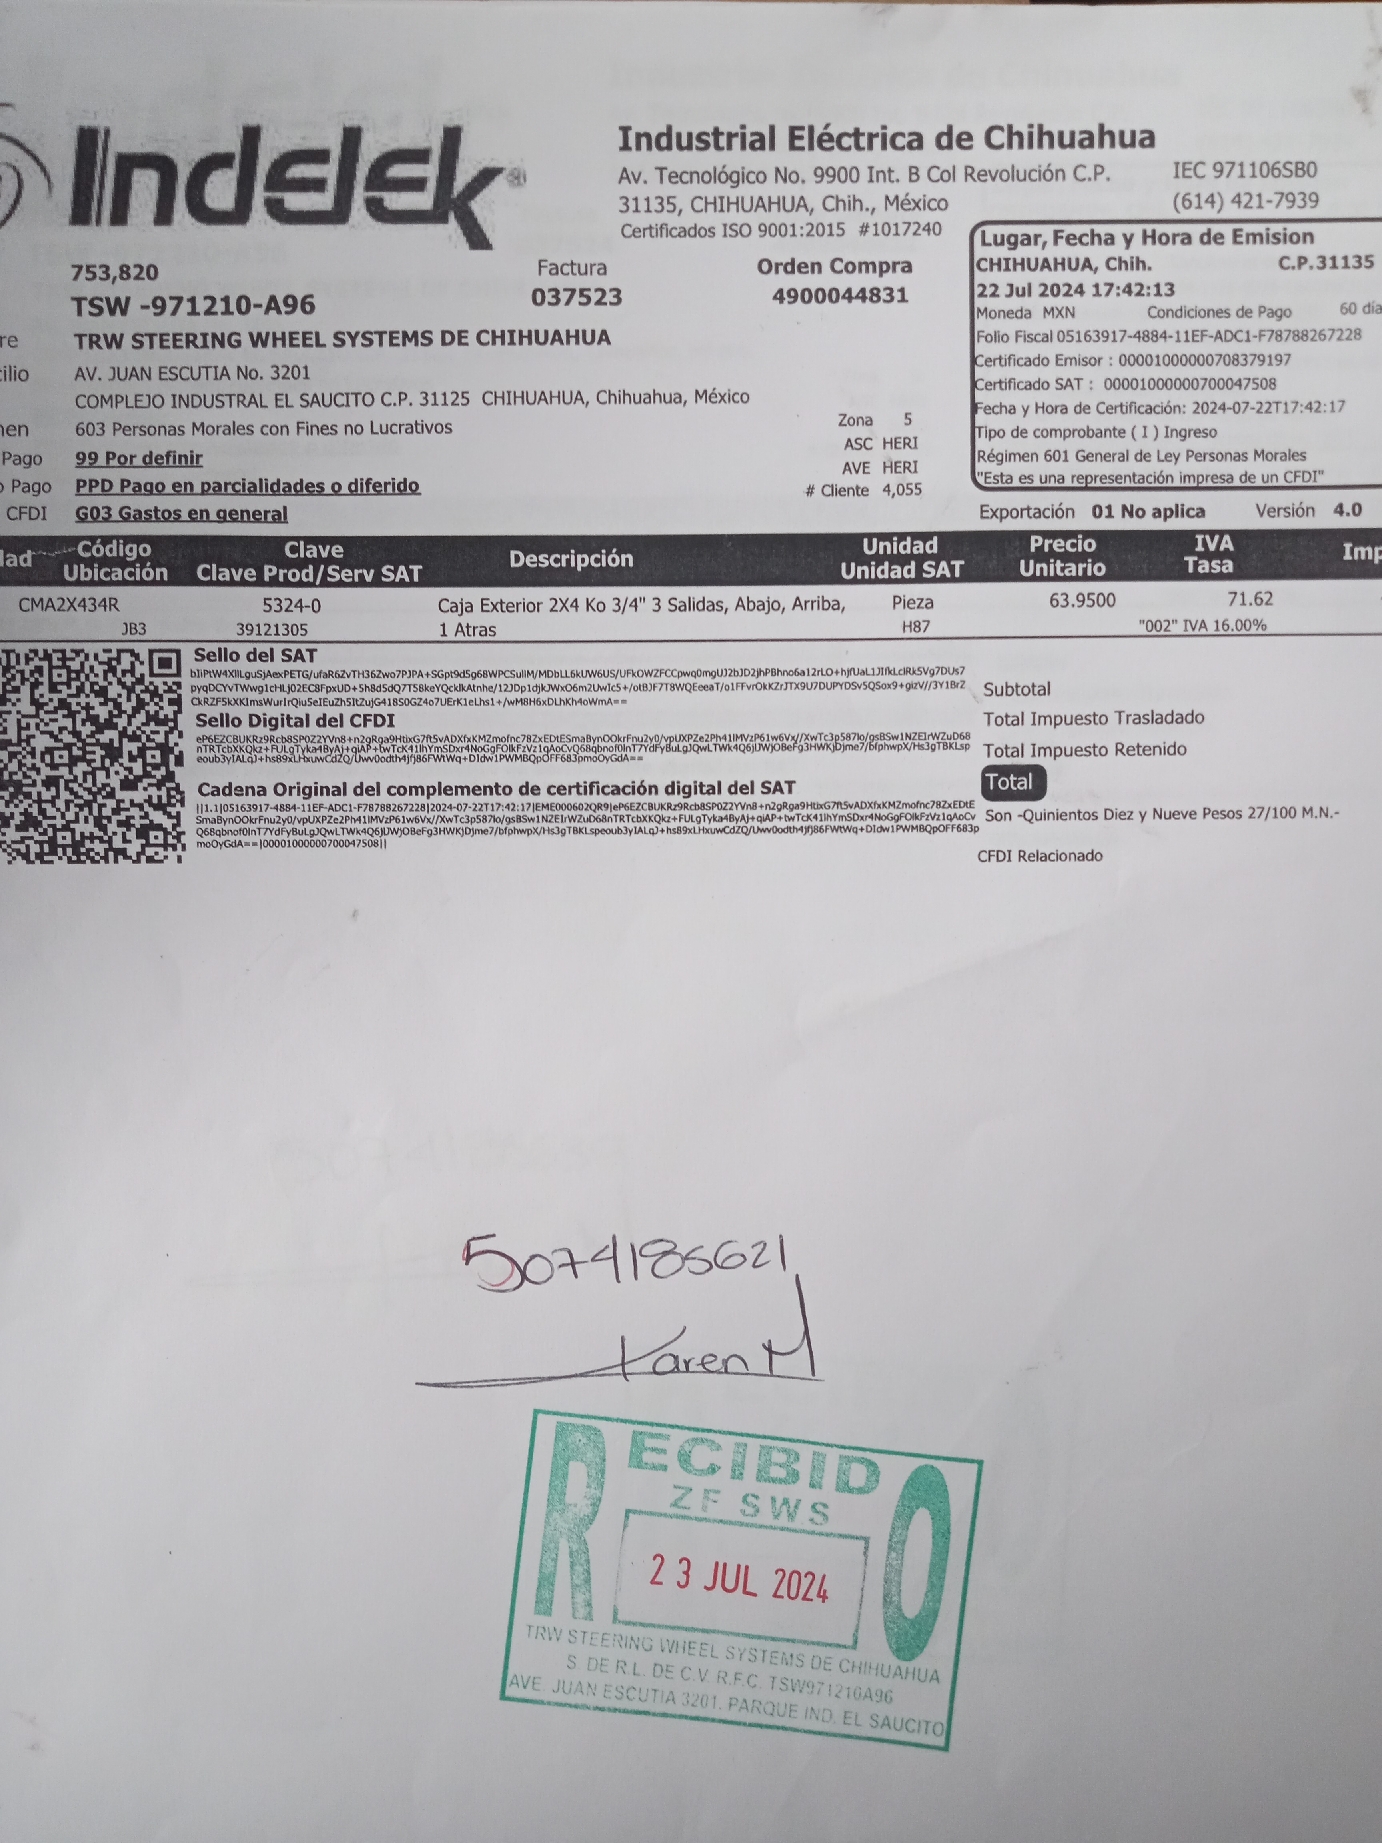 Indelek®
Industrial Eléctrica de Chihuahua
Av. Tecnológico No. 9900 Int. B Col Revolución C.P. IEC 971106SB0
31135, CHIHUAHUA, Chih., México (614) 421-7939
Certificados ISO 9001:2015 #1017240
753,820 Factura Orden Compra
TSW -971210-A96 037523 4900044831
TRW STEERING WHEEL SYSTEMS DE CHIHUAHUA
AV. JUAN ESCUTIA No. 3201
COMPLEJO INDUSTRAL EL SAUCITO C.P. 31125 CHIHUAHUA, Chihuahua, México
603 Personas Morales con Fines no Lucrativos
Pago 99 Por definir
Pago PPD Pago en parcialidades o diferido
CFDI G03 Gastos en general
Zona 5
ASC HERI
AVE HERI
# Cliente 4,055
Lugar, Fecha y Hora de Emision
CHIHUAHUA, Chih. C.P.31135
22 Jul 2024 17:42:13
Moneda MXN Condiciones de Pago 60 dia
Folio Fiscal 05163917-4884-11EF-ADC1-F78788267228
Certificado Emisor : 00001000000708379197
Certificado SAT : 00001000000700047508
Fecha y Hora de Certificación: 2024-07-22T17:42:17
Tipo de comprobante ( I ) Ingreso
Régimen 601 General de Ley Personas Morales
"Esta es una representación impresa de un CFDI"
Exportación 01 No aplica Versión 4.0
Código Clave Descripción Unidad Precio IVA
Ubicación Clave Prod/Serv SAT Unidad SAT Unitario Tasa
CMA2X434R 5324-0 Caja Exterior 2X4 Ko 3/4" 3 Salidas, Abajo, Arriba, Pieza 63.9500 71.62
JB3 39121305 1 Atras H87 "002" IVA 16.00%
Sello del SAT
Sello Digital del CFDI
Cadena Original del complemento de certificación digital del SAT
Subtotal
Total Impuesto Trasladado
Total Impuesto Retenido
Total
Son -Quinientos Diez y Nueve Pesos 27/100 M.N.-
CFDI Relacionado
5074185621
Karen M
RECIBIDO
ZF SWS
23 JUL 2024
TRW STEERING WHEEL SYSTEMS DE CHIHUAHUA
S. DE R.L. DE C.V. R.F.C. TSW971216A96
AVE JUAN ESCUTIA 3201. PARQUE IND. EL SAUCITO